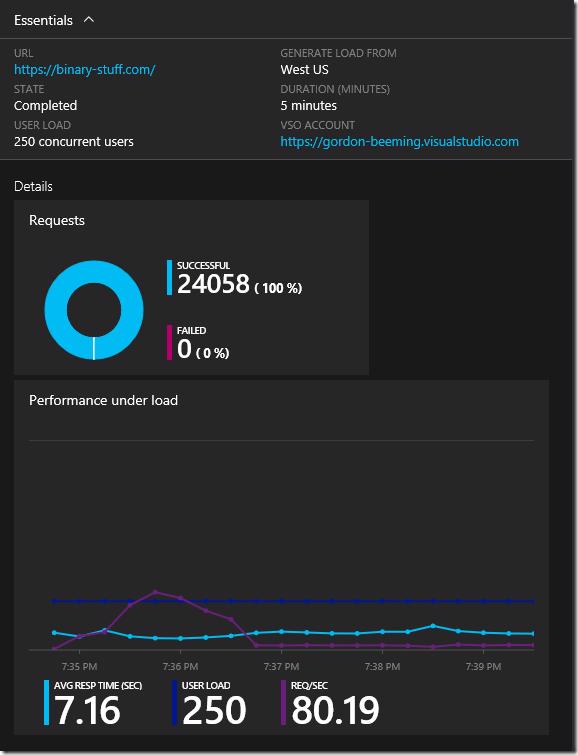 Essentials
URL GENERATE LOAD FROM
https://binary-stuff.com/ West US
STATE DURATION (MINUTES)
Completed 5 minutes
USER LOAD VSO ACCOUNT
250 concurrent users https://gordon-beeming.visualstudio.com
Details
Requests
SUCCESSFUL
24058 ( 100 %)
FAILED
0 ( 0 %)
Performance under load
7:35 PM 7:36 PM 7:37 PM 7:38 PM 7:39 PM
AVG RESP TIME (SEC) USER LOAD REQ/SEC
7.16 250 80.19